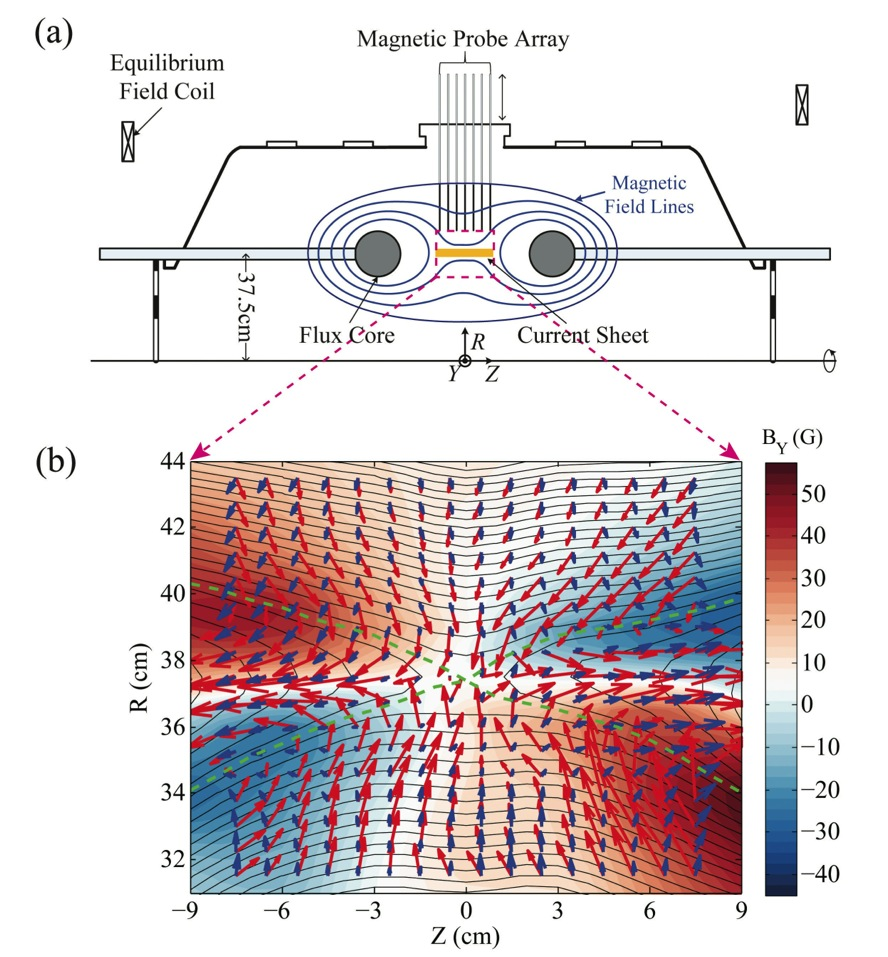 (a)
Magnetic Probe Array
Equilibrium
Field Coil
Magnetic
Field Lines
37.5cm
Flux Core
Current Sheet
R
Y
Z
(b)
B_Y (G)
44
42
40
38
36
34
32
R (cm)
−9
−6
−3
0
3
6
9
Z (cm)
50
40
30
20
10
0
−10
−20
−30
−40